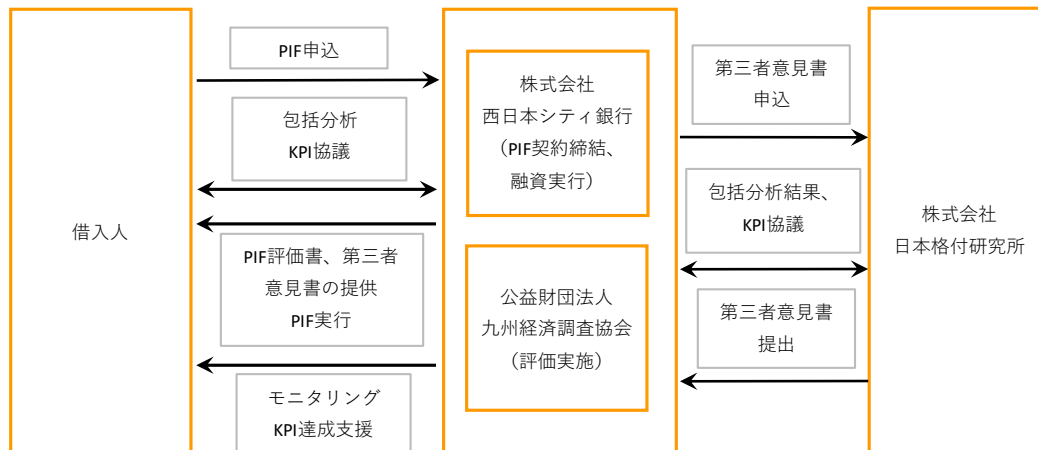 借入人
PIF申込
包括分析
KPI協議
PIF評価書、第三者
意見書の提供
PIF実行
モニタリング
KPI達成支援
株式会社
西日本シティ銀行
（PIF契約締結、
融資実行）
公益財団法人
九州経済調査協会
（評価実施）
第三者意見書
申込
包括分析結果、
KPI協議
第三者意見書
提出
株式会社
日本格付研究所